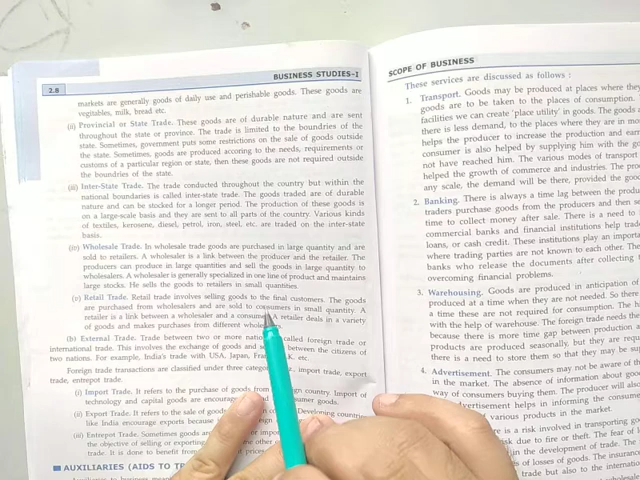 2.8
BUSINESS STUDIES-I
markets are generally goods of daily use and perishable goods. These goods are
vegitables, milk, bread etc.
(ii) Provincial or State Trade. These goods are of durable nature and are sent
throughout the state or province. The trade is limited to the boundries of the
state. Sometimes, government puts some restrictions on the sale of goods outside
the State. Sometimes, goods are produced accoring to the needs, requirements or
customs of a particular region or state, then these goods are not required outside
the boundries of the state.
(iii) Inter-State Trade. The trade conducted throughout the country but within the
national boundaries is called inter-state trade. The goods traded are of durable
nature and can be stocked for a longer period. The production of these goods is
on a large-scale basis and they are sent to all parts of the country. Various kinds
of textiles, kerosene, diesel, petrol, iron, steel, etc. are traded on the inter-state
basis.
(iv) Wholesale Trade. In wholesale trade goods are purchased in large quantity and are
sold to retailers. A wholesaler is a link between the producer and the retailer. The
producers can produce in large quantities and sell the goods in large quantity to
wholesalers. A wholesaler is generally specialized in one line of product and maintains
large stocks. He sells the goods to retailers in small quantities.
(v) Retail Trade. Retail trade involves selling goods to the final customers. The goods
are purchased from wholesalers and are sold to consumers in small quantity. A
retailer is a link between a wholesaler and a consumer. A retailer deals in a variety
of goods and makes purchases from different
(b) External Trade. Trade between two or more called foreign trade or
international trade. This involves the exchange of goods and between the citizens of
two nations. For example, India's trade with USA, Japan, etc.
Foreign trade transactions are classified under three import trade, export
trade, entrepot trade.
(i) Import Trade. It refers to the purchase of goods from country. Import of
technology and capital goods are goods.
(ii) Export Trade. It refers to the sale of goods Developing countries
like India encourage exports because
(iii) Entrepot Trade. Sometimes goods are
the objective of selling or exporting other
trade. It is done to benefit from prices
AUXILIARIES (AIDS TO
SCOPE OF BUSINESS
These services are discussed as follows :
1. Transport. Goods may be produced at places where they
goods are to be taken to the places of consumption.
facilities we can create 'place utility' in goods. The goods
there is less demand, to the places where they are in
helps the producer to increase the production and
consumer is also helped by supplying him with the
not have reached him. The various modes of transport
helped the growth of commerce and industries. The
any scale, the demand will be there, provided the
2. Banking. There is always a time lag between the
traders purchase goods from the producers and then
time to collect money after sale. There is a need to
commercial banks and financial institutions help
loans, or cash credit. These institutions play an
where trading parties are not known to each other. The
banks who release the documents after collecting
overcoming financial problems.
3. Warehousing. Goods are produced in anticipation of
produced at a time when they are not needed. So the
a time these are not required for consumption. The
with the help of warehouse. The foreign trade needs the
because there is more time gap between production
products are produced seasonally, but they are
there is a need to store them so that they may be
4. Advertisement. The consumers may not be aware of the
in the market. The absence of information about
way of consumers buying them. The producer will also
advertisement helps in informing the
various products in the market.
is a risk involved in transporting
due to fire or theft. The fear of
in the development of trade. The
of losses of goods. The
trade but also to the